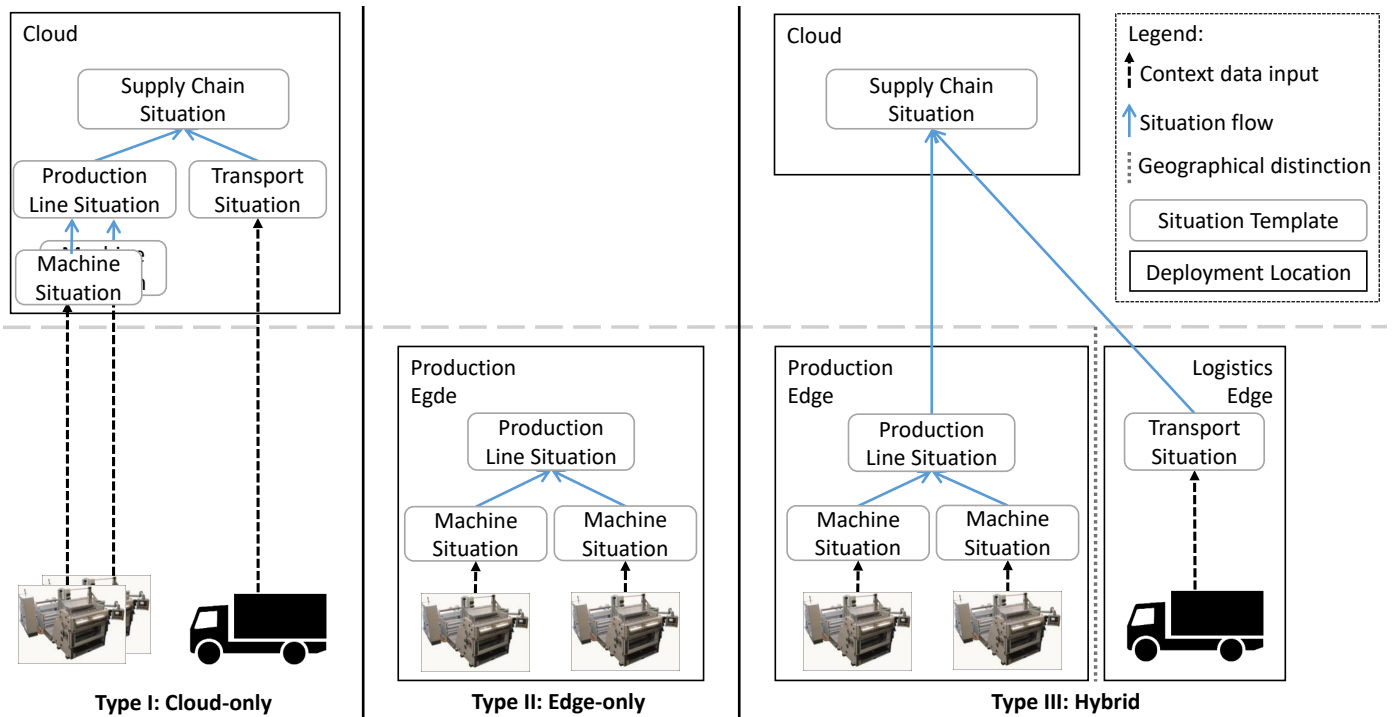 Cloud
Supply Chain
Situation
Production
Line Situation
Transport
Situation
Machine
Situation
Type I: Cloud-only
Production
Egde
Production
Line Situation
Machine
Situation
Machine
Situation
Type II: Edge-only
Cloud
Supply Chain
Situation
Production
Edge
Production
Line Situation
Machine
Situation
Machine
Situation
Logistics
Edge
Transport
Situation
Type III: Hybrid
Legend:
Context data input
Situation flow
Geographical distinction
Situation Template
Deployment Location